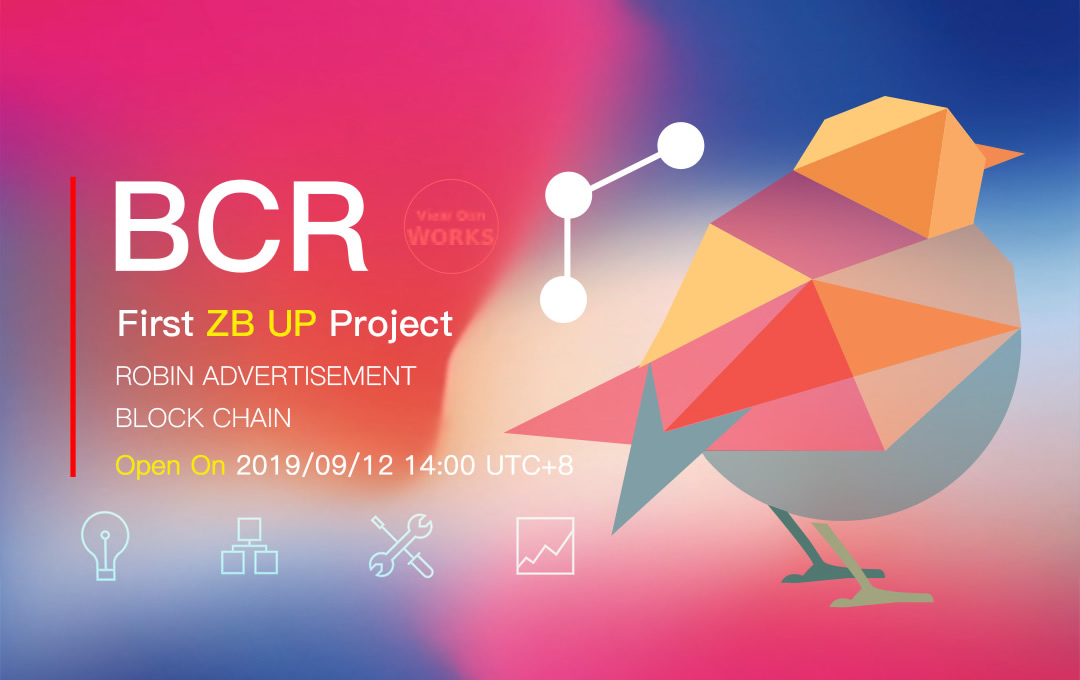 BCR
View Our
WORKS
First ZB UP Project
ROBIN ADVERTISEMENT
BLOCK CHAIN
Open On 2019/09/12 14:00 UTC+8